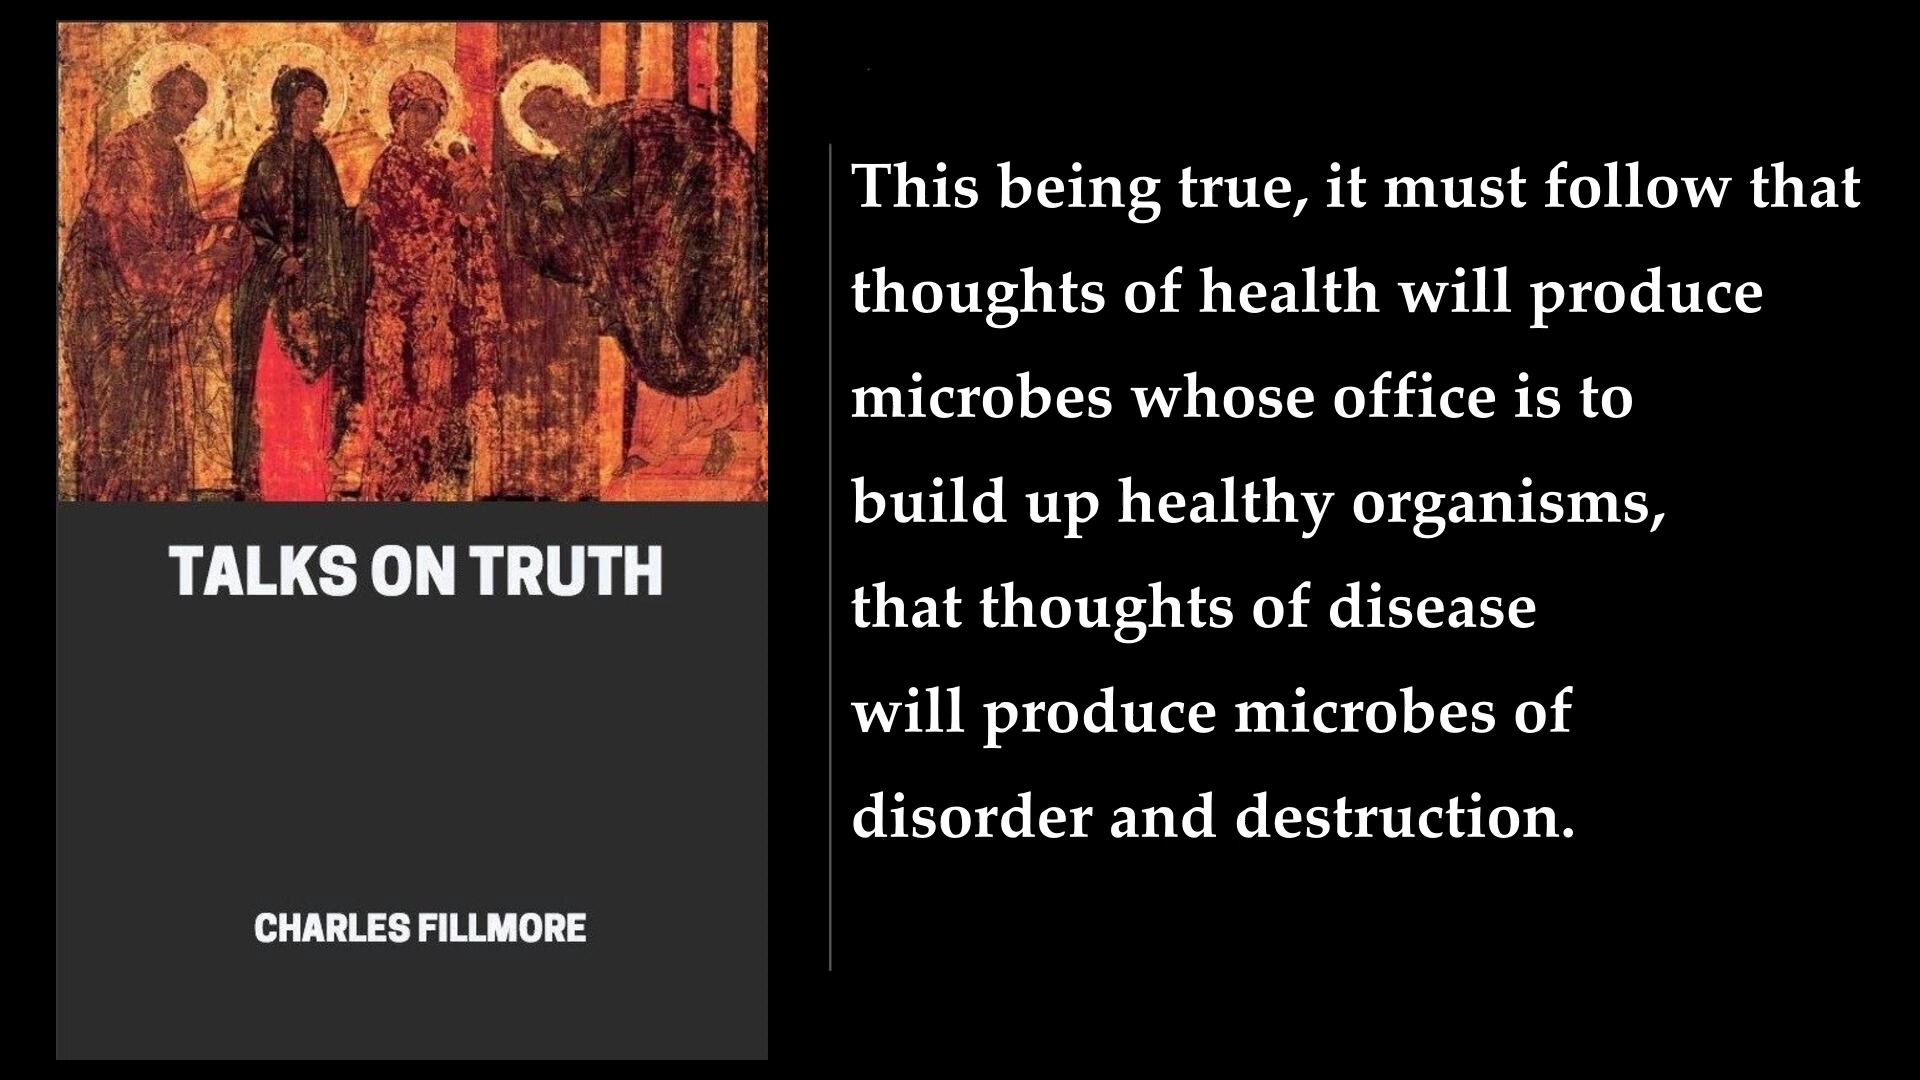 TALKS ON TRUTH
CHARLES FILLMORE
This being true, it must follow that
thoughts of health will produce
microbes whose office is to
build up healthy organisms,
that thoughts of disease
will produce microbes of
disorder and destruction.